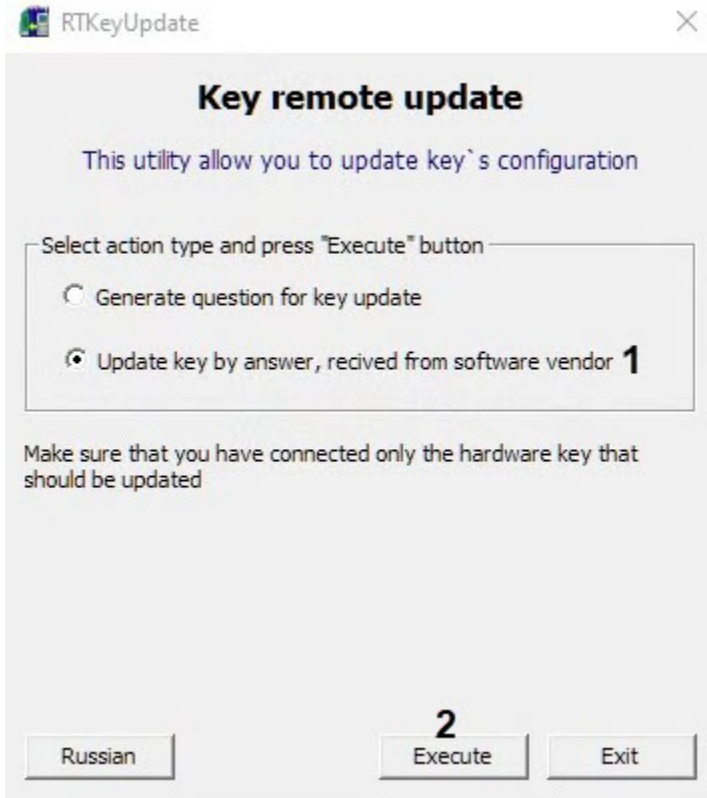 RTKeyUpdate
Key remote update
This utility allow you to update key`s configuration
Select action type and press "Execute" button
Generate question for key update
Update key by answer, recived from software vendor 1
Make sure that you have connected only the hardware key that
should be updated
2
Russian Execute Exit